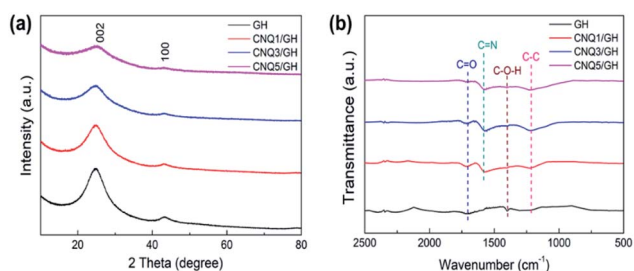 (a)
002
100
GH
CNQ1/GH
CNQ3/GH
CNQ5/GH
Intensity (a.u.)
20
40
60
80
2 Theta (degree)
(b)
GH
CNQ1/GH
CNQ3/GH
CNQ5/GH
C=O
C=N
C-O-H
C-C
Transmittance (a.u.)
2500
2000
1500
1000
500
Wavenumber (cm⁻¹)